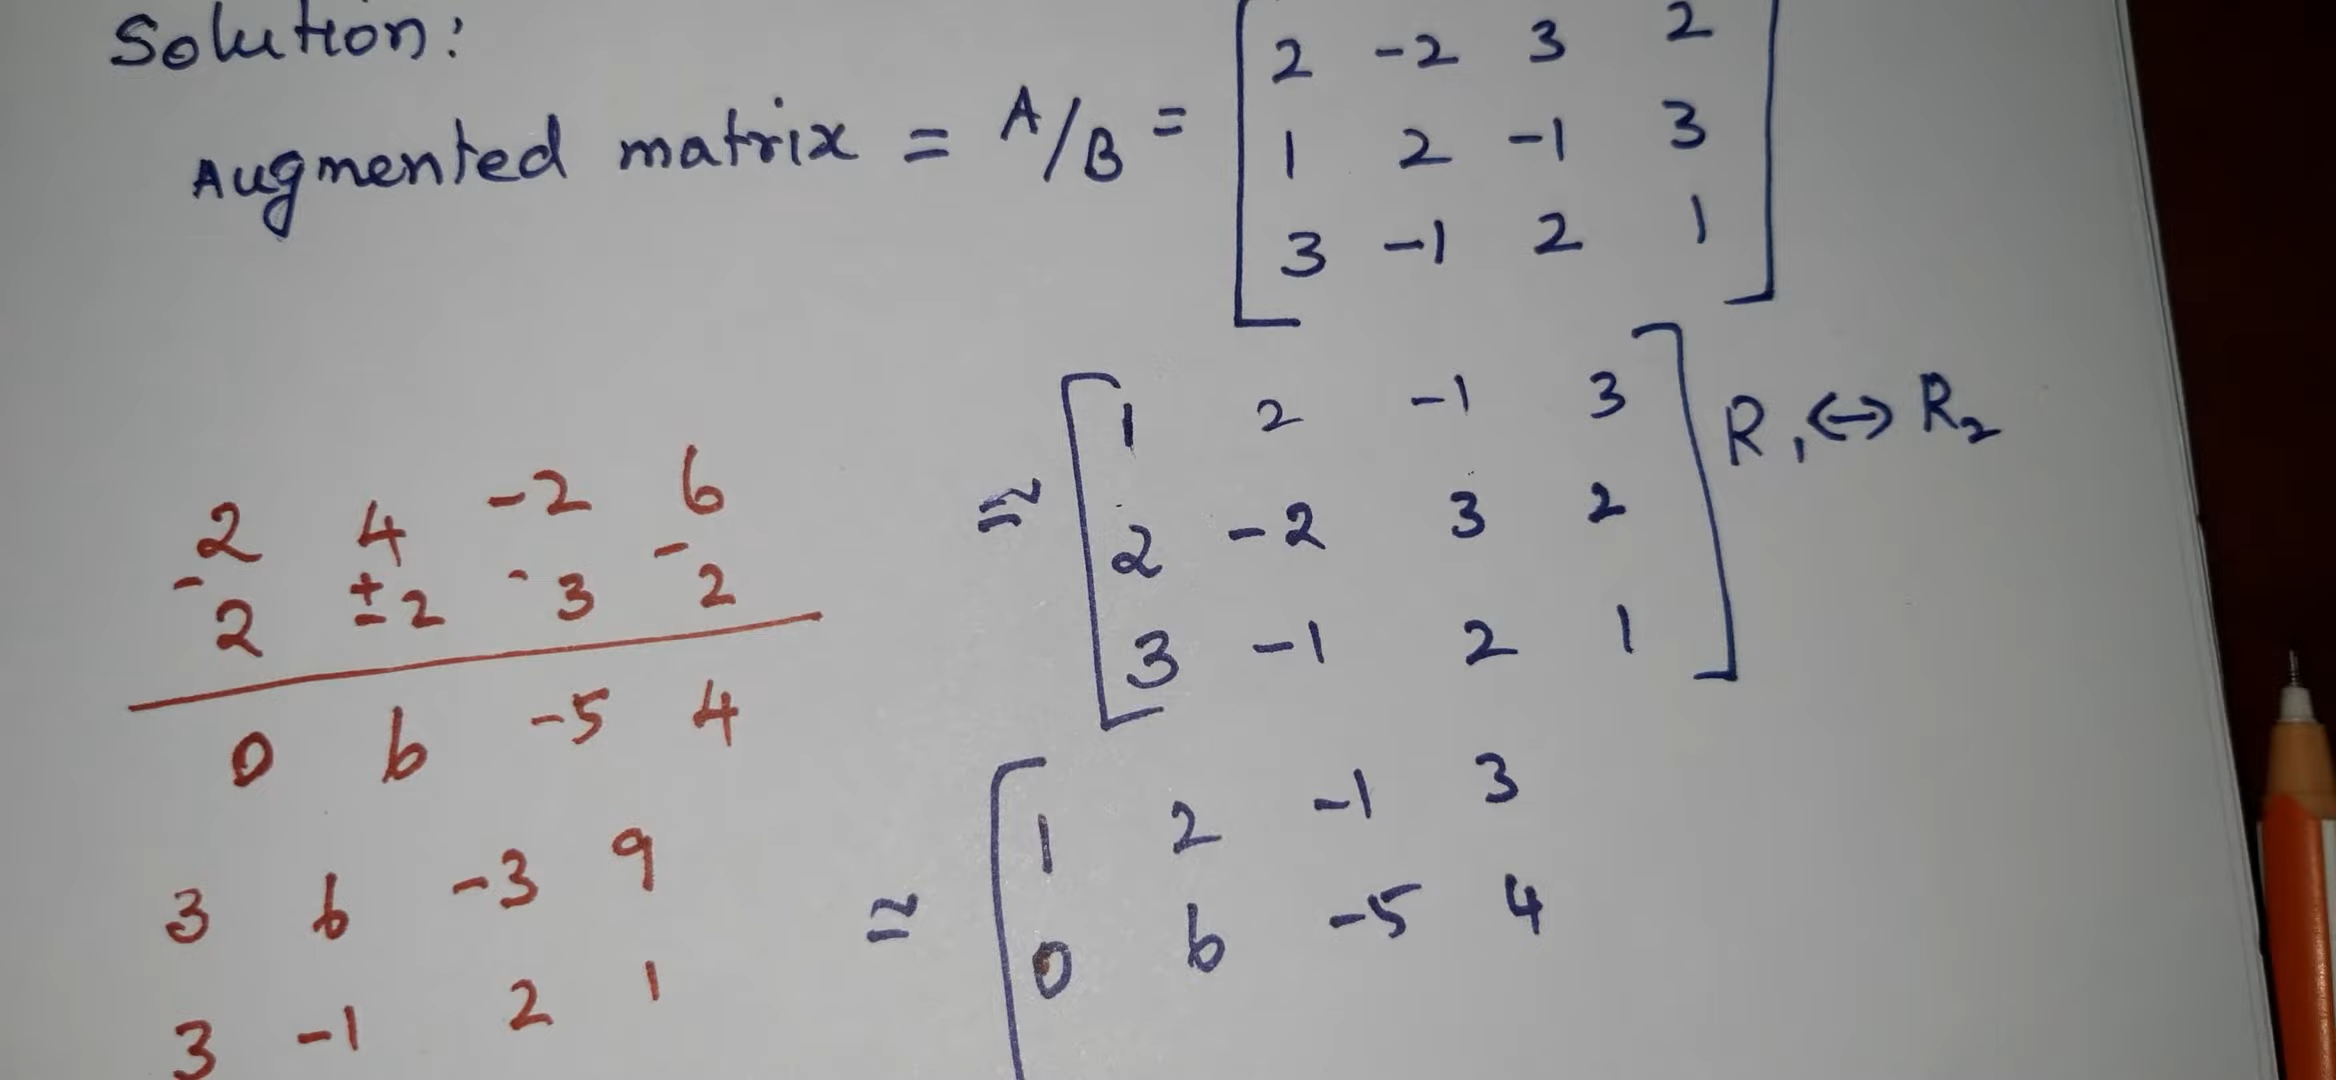 Solution:
Augmented matrix = A/B = [2 -2 3 2
1 2 -1 3
3 -1 2 1]
≅ [1 2 -1 3
2 -2 3 2
3 -1 2 1] R1 ↔ R2
2 4 -2 6
- ± - -
2 2 3 2
0 6 -5 4
≅ [1 2 -1 3
0 6 -5 4
3 6 -3 9
3 -1 2 1